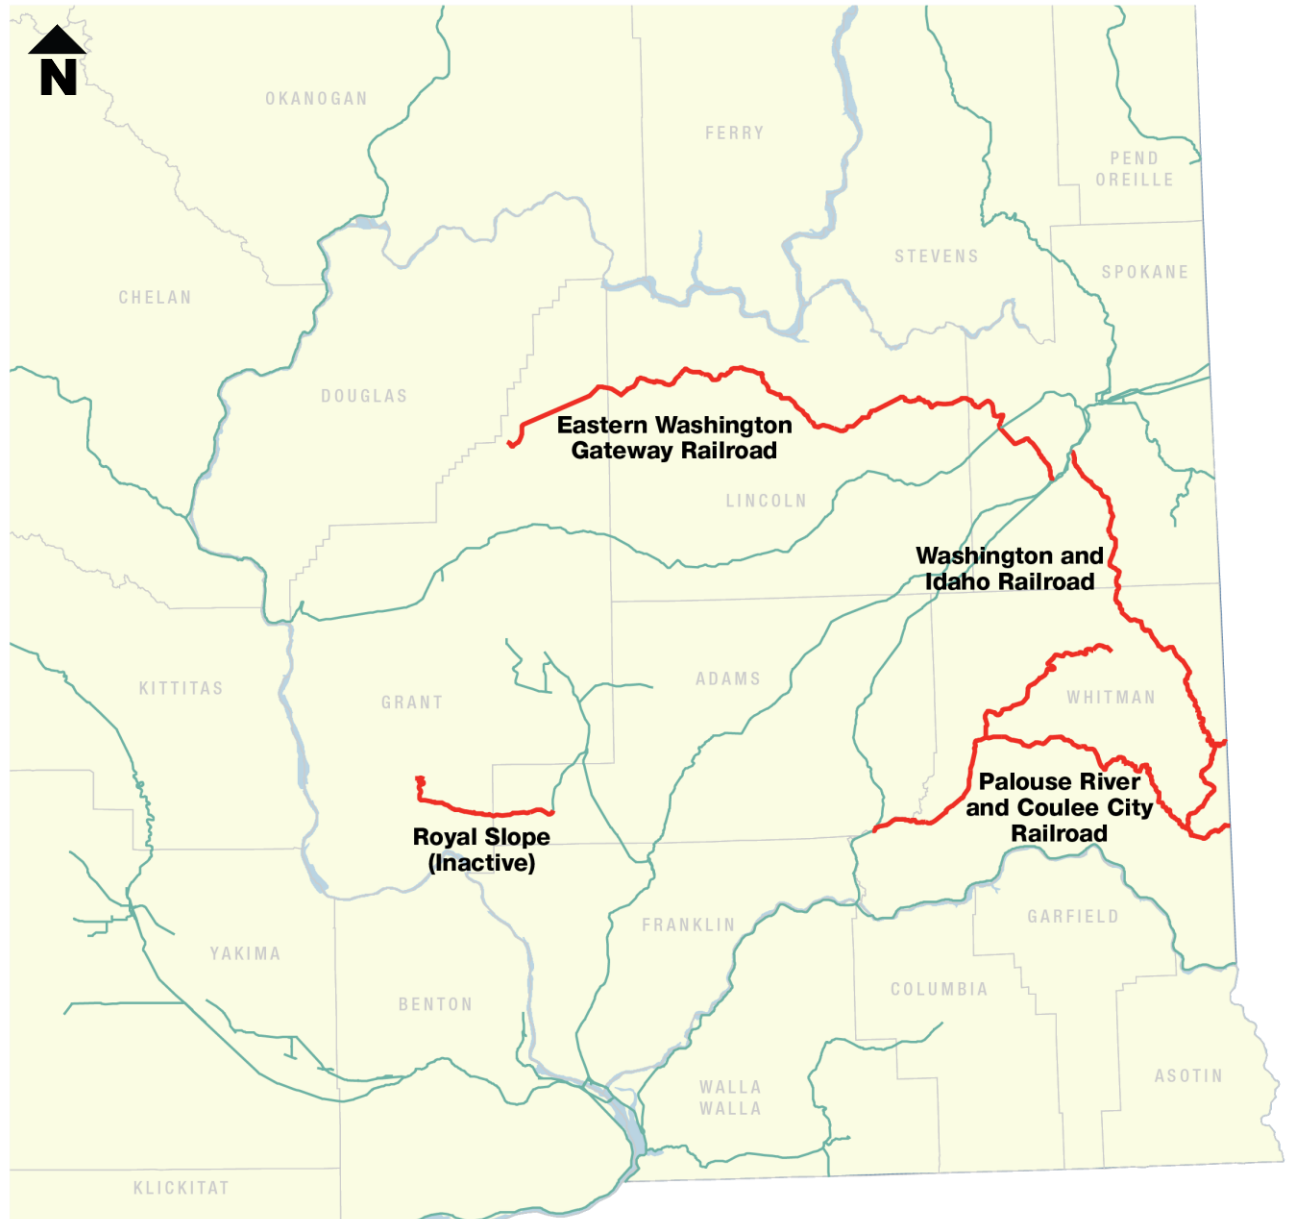 N
OKANOGAN
FERRY
PEND
OREILLE
STEVENS
SPOKANE
CHELAN
DOUGLAS
Eastern Washington
Gateway Railroad
LINCOLN
Washington and
Idaho Railroad
KITTITAS
GRANT
ADAMS
WHITMAN
Palouse River
and Coulee City
Railroad
Royal Slope
(Inactive)
YAKIMA
FRANKLIN
GARFIELD
BENTON
COLUMBIA
WALLA
WALLA
ASOTIN
KLICKITAT